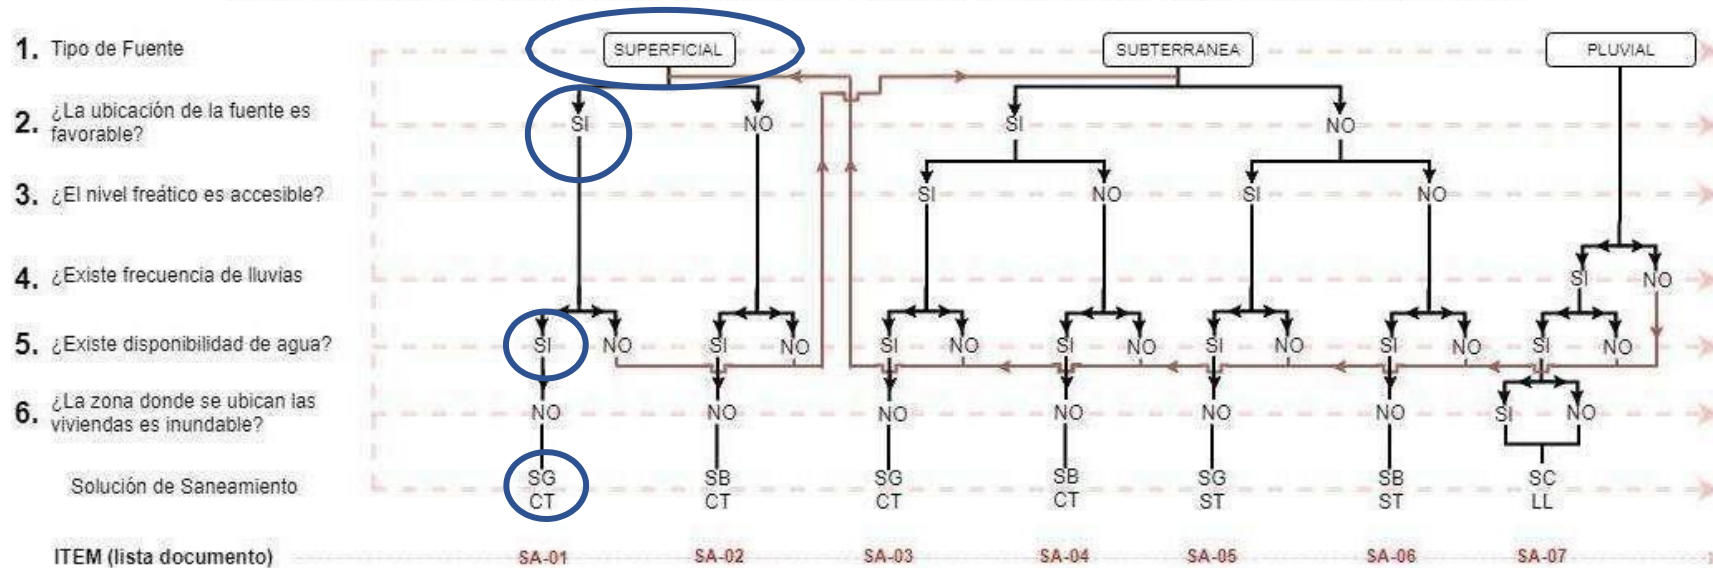 1. Tipo de Fuente SUPERFICIAL SUBTERRANEA PLUVIAL
2. ¿La ubicación de la fuente es
favorable?
SI NO SI NO
3. ¿El nivel freático es accesible? SI NO SI NO
4. ¿Existe frecuencia de lluvias SI NO
5. ¿Existe disponibilidad de agua? SI NO SI NO SI NO SI NO SI NO SI NO SI NO
6. ¿La zona donde se ubican las
viviendas es inundable?
NO NO NO NO NO NO SI NO
Solución de Saneamiento
SG SB SG SB SG SB SC
CT CT CT CT ST ST LL
ITEM (lista documento) SA-01 SA-02 SA-03 SA-04 SA-05 SA-06 SA-07